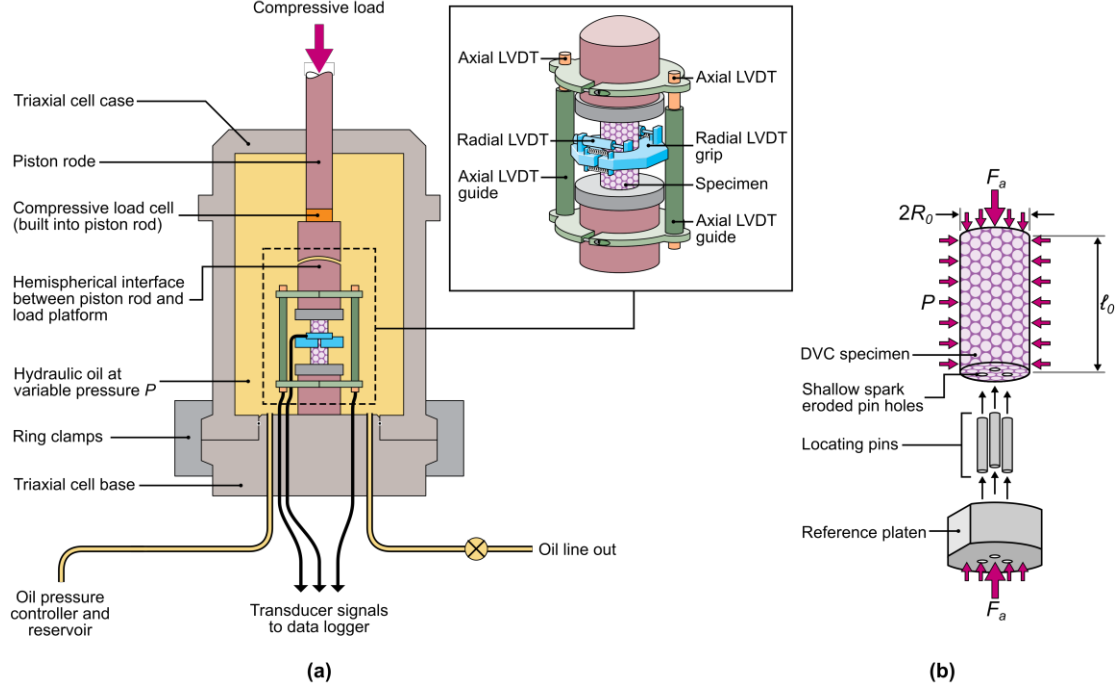 Compressive load
Triaxial cell case
Piston rode
Compressive load cell
(built into piston rod)
Hemispherical interface
between piston rod and
load platform
Hydraulic oil at
variable pressure P
Ring clamps
Triaxial cell base
Oil pressure
controller and
reservoir
Transducer signals
to data logger
Oil line out
(a)
Axial LVDT
Axial LVDT
Radial LVDT
Radial LVDT
grip
Axial LVDT
guide
Specimen
Axial LVDT
guide
Fₐ
2R₀
P
ℓ₀
DVC specimen
Shallow spark
eroded pin holes
Locating pins
Reference platen
Fₐ
(b)